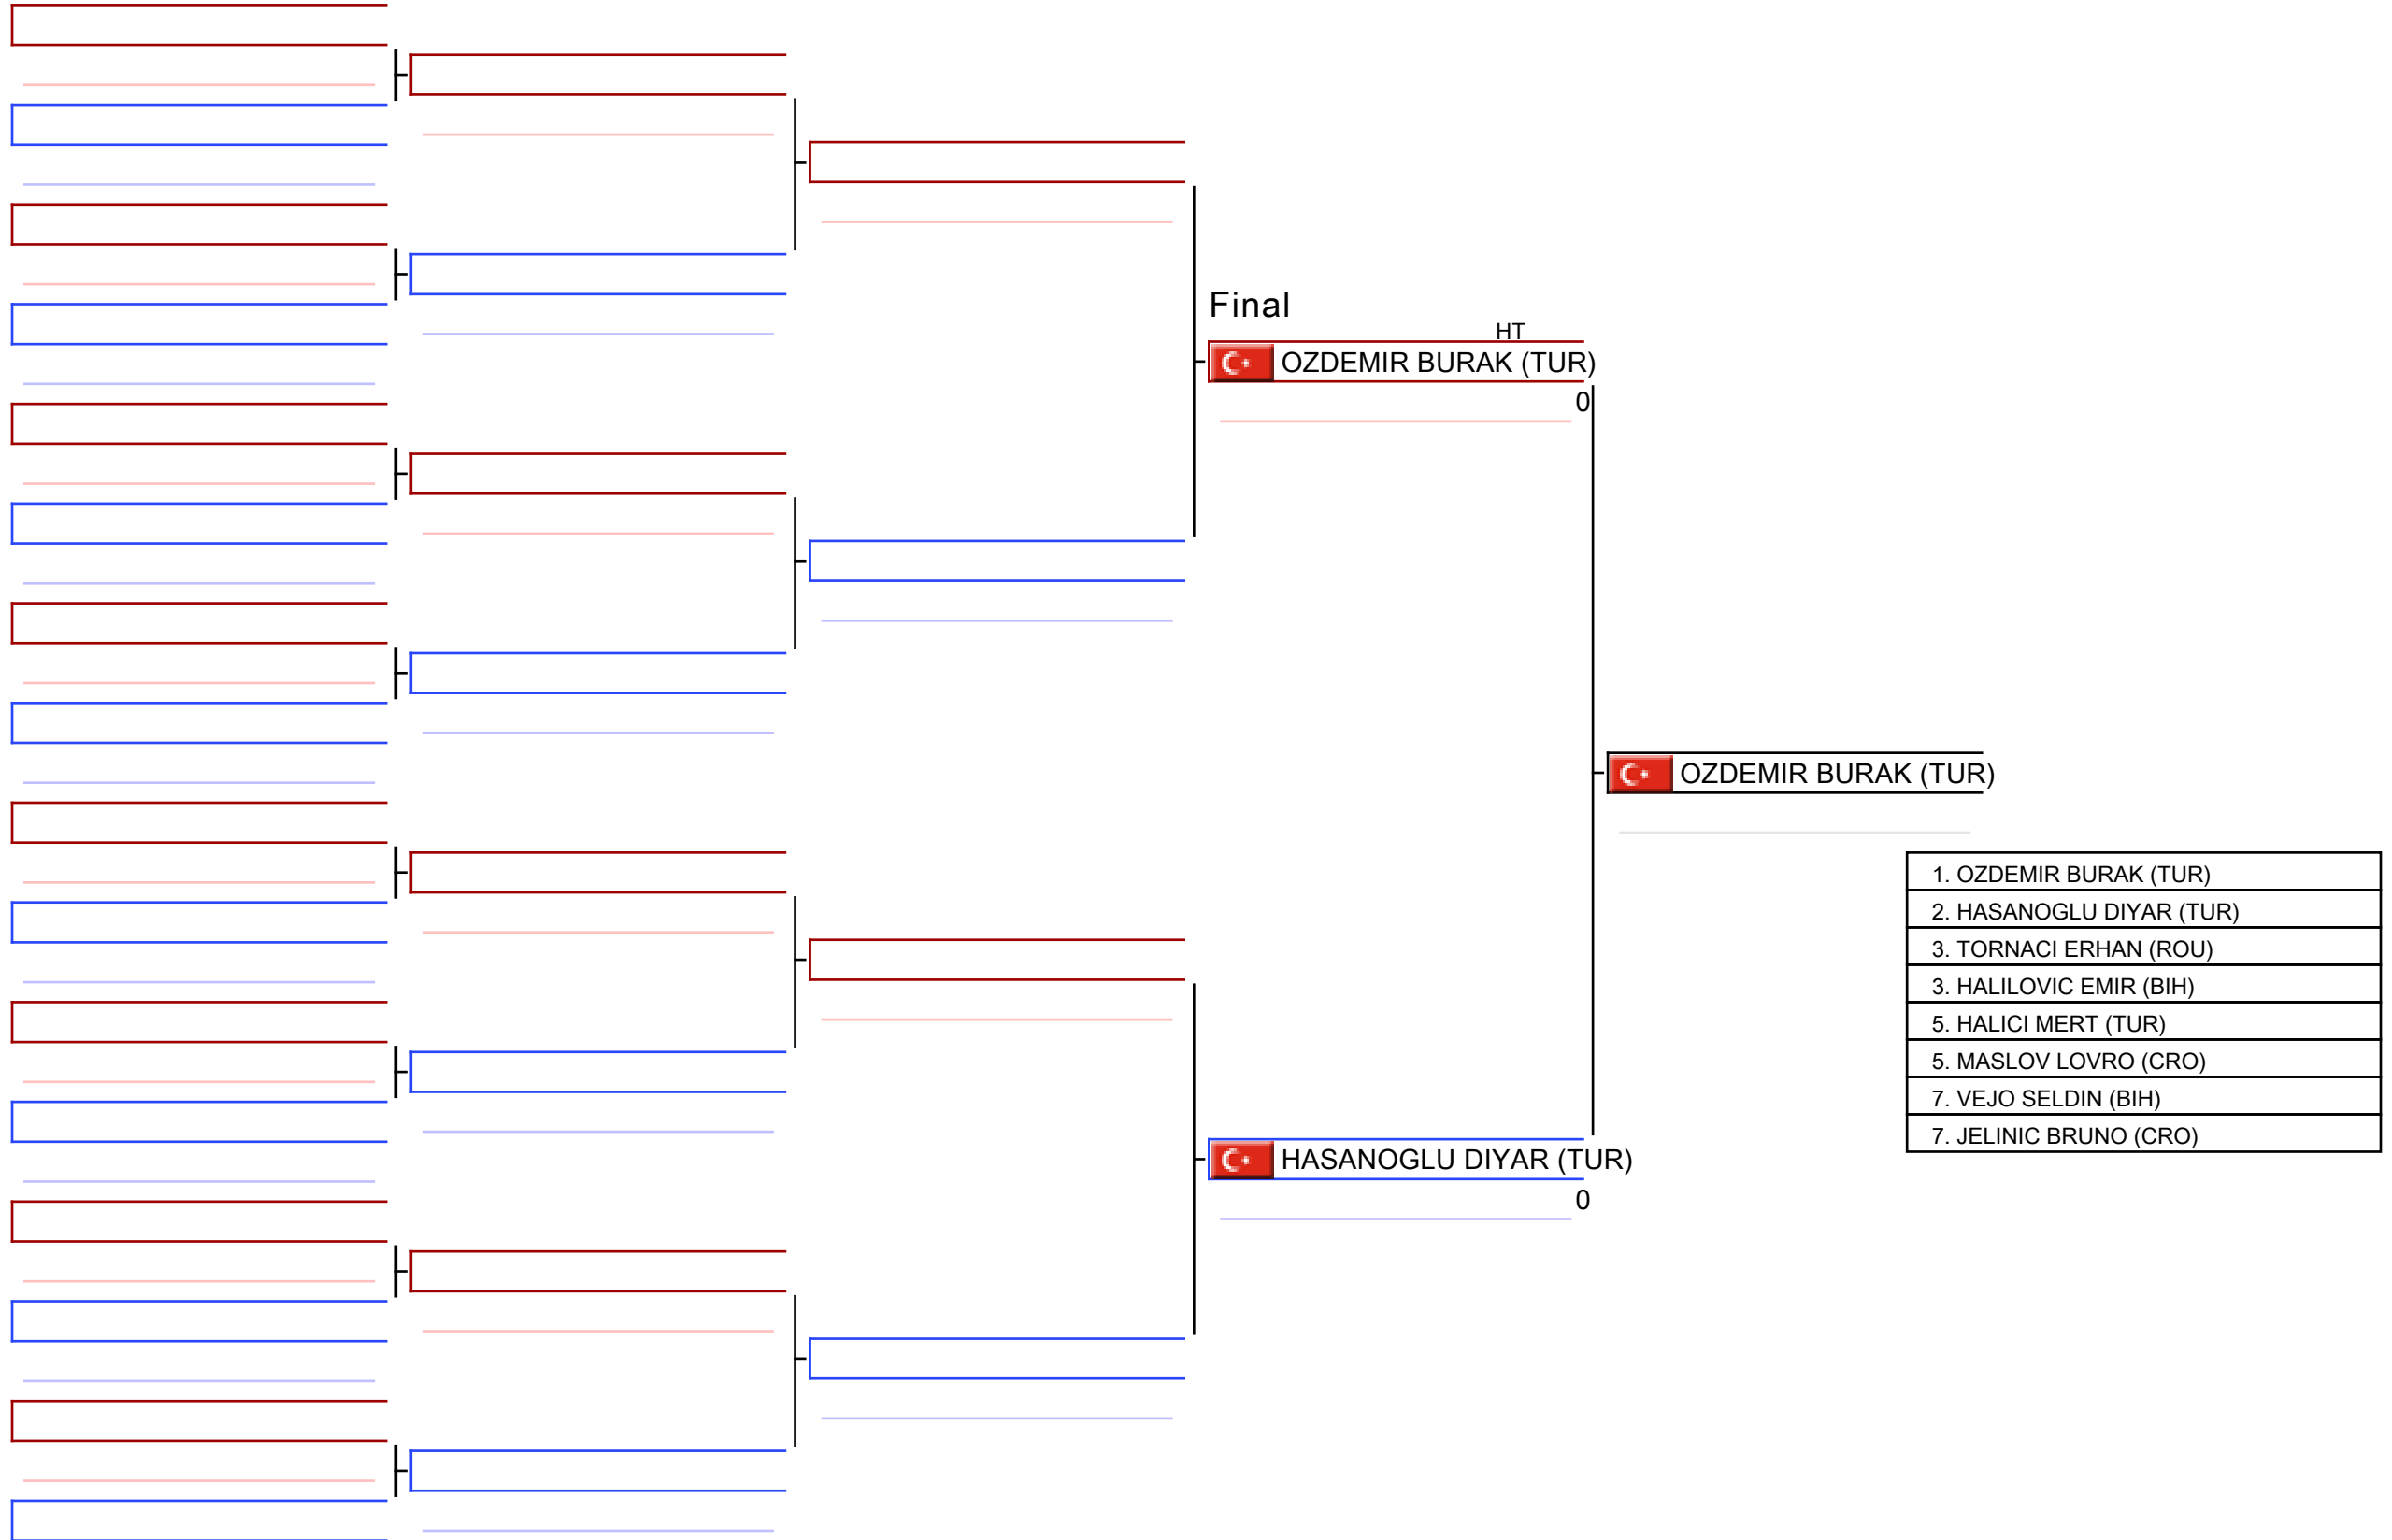 Final
HT
OZDEMIR BURAK (TUR)
0
OZDEMIR BURAK (TUR)
1. OZDEMIR BURAK (TUR)
2. HASANOGLU DIYAR (TUR)
3. TORNACI ERHAN (ROU)
3. HALILOVIC EMIR (BIH)
5. HALICI MERT (TUR)
5. MASLOV LOVRO (CRO)
7. VEJO SELDIN (BIH)
7. JELINIC BRUNO (CRO)
HASANOGLU DIYAR (TUR)
0